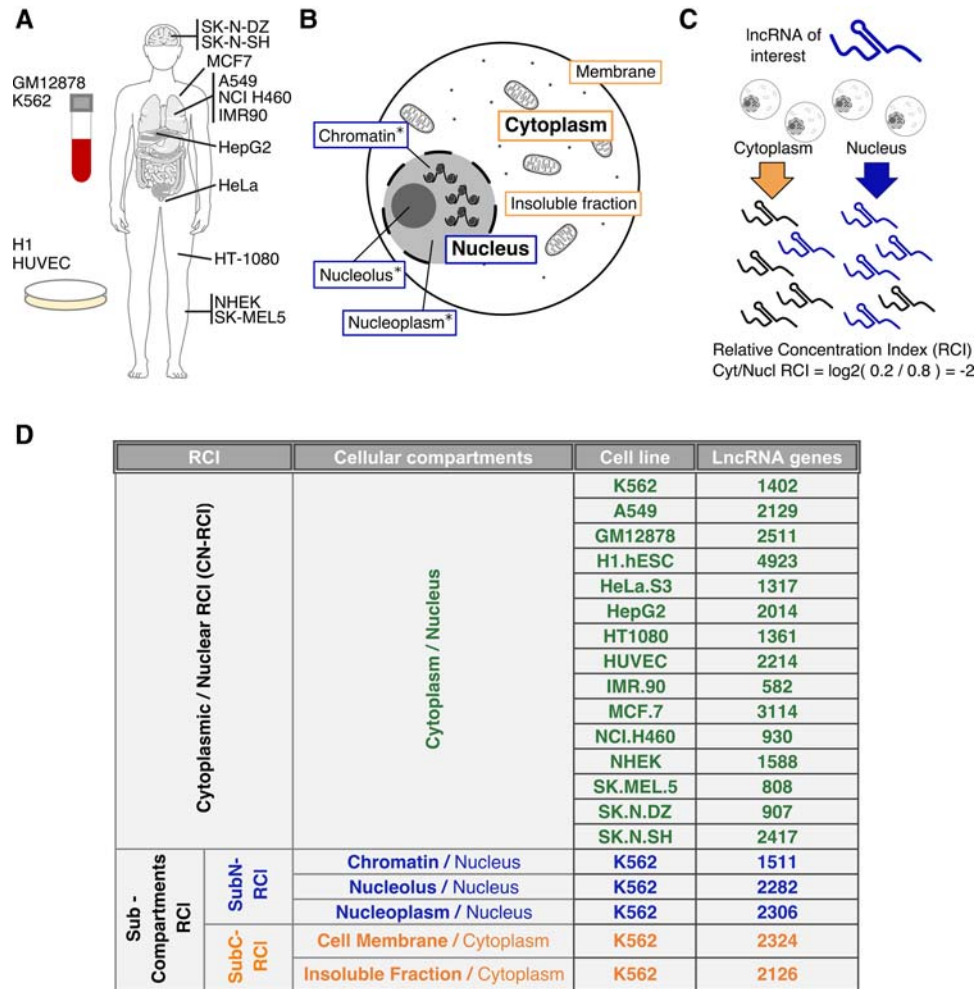 A
SK-N-DZ
SK-N-SH
MCF7
A549
NCI H460
IMR90
GM12878
K562
HepG2
HeLa
H1
HUVEC
HT-1080
NHEK
SK-MEL5
B
Membrane
Cytoplasm
Chromatin*
Insoluble fraction
Nucleus
Nucleolus*
Nucleoplasm*
C
lncRNA of
interest
Cytoplasm Nucleus
Relative Concentration Index (RCI)
Cyt/Nucl RCI = log2( 0.2 / 0.8 ) = -2
D
RCI Cellular compartments Cell line LncRNA genes
Cytoplasmic / Nuclear RCI (CN-RCI)
Cytoplasm / Nucleus
K562 1402
A549 2129
GM12878 2511
H1.hESC 4923
HeLa.S3 1317
HepG2 2014
HT1080 1361
HUVEC 2214
IMR.90 582
MCF.7 3114
NCI.H460 930
NHEK 1588
SK.MEL.5 808
SK.N.DZ 907
SK.N.SH 2417
Sub -
Compartments
RCI
SubN-
RCI
Chromatin / Nucleus K562 1511
Nucleolus / Nucleus K562 2282
Nucleoplasm / Nucleus K562 2306
SubC-
RCI
Cell Membrane / Cytoplasm K562 2324
Insoluble Fraction / Cytoplasm K562 2126